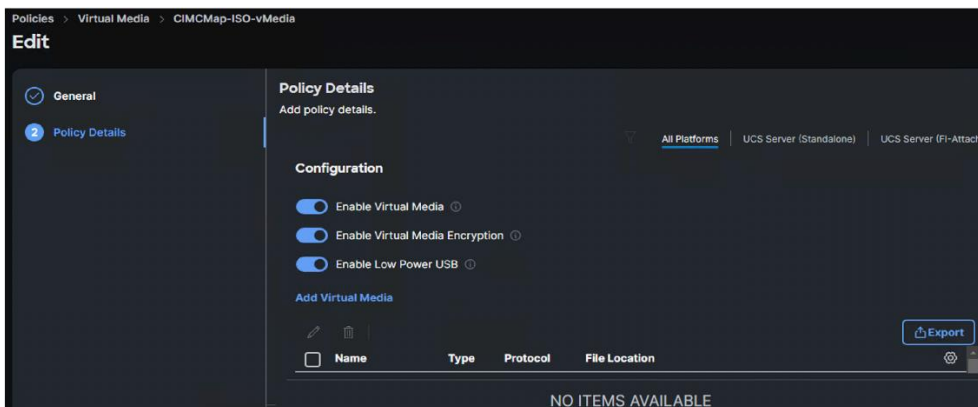 Policies > Virtual Media > CIMCMap-ISO-vMedia
Edit
General
2 Policy Details
Policy Details
Add policy details.
All Platforms | UCS Server (Standalone) | UCS Server (FI-Attach
Configuration
Enable Virtual Media
Enable Virtual Media Encryption
Enable Low Power USB
Add Virtual Media
Export
Name Type Protocol File Location
NO ITEMS AVAILABLE